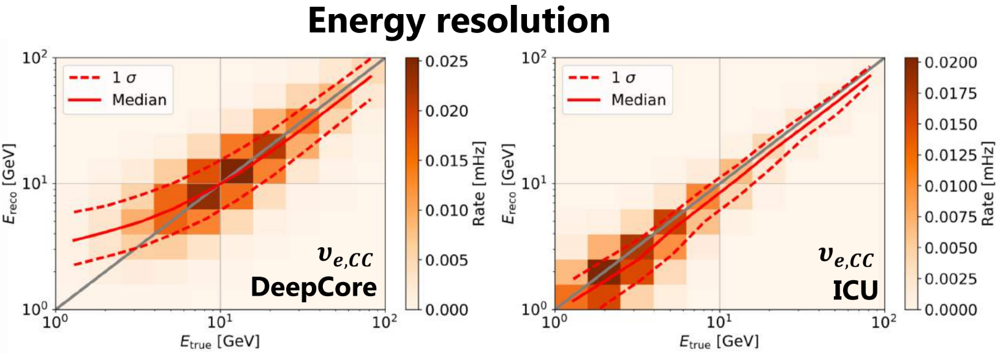 Energy resolution
1 σ
Median
10²
10¹
10⁰
E_reco [GeV]
10⁰
10¹
10²
E_true [GeV]
υ_{e,CC}
DeepCore
0.025
0.020
0.015
0.010
0.005
0.000
Rate [mHz]
1 σ
Median
10²
10¹
10⁰
E_reco [GeV]
10⁰
10¹
10²
E_true [GeV]
υ_{e,CC}
ICU
0.0200
0.0175
0.0150
0.0125
0.0100
0.0075
0.0050
0.0025
0.0000
Rate [mHz]